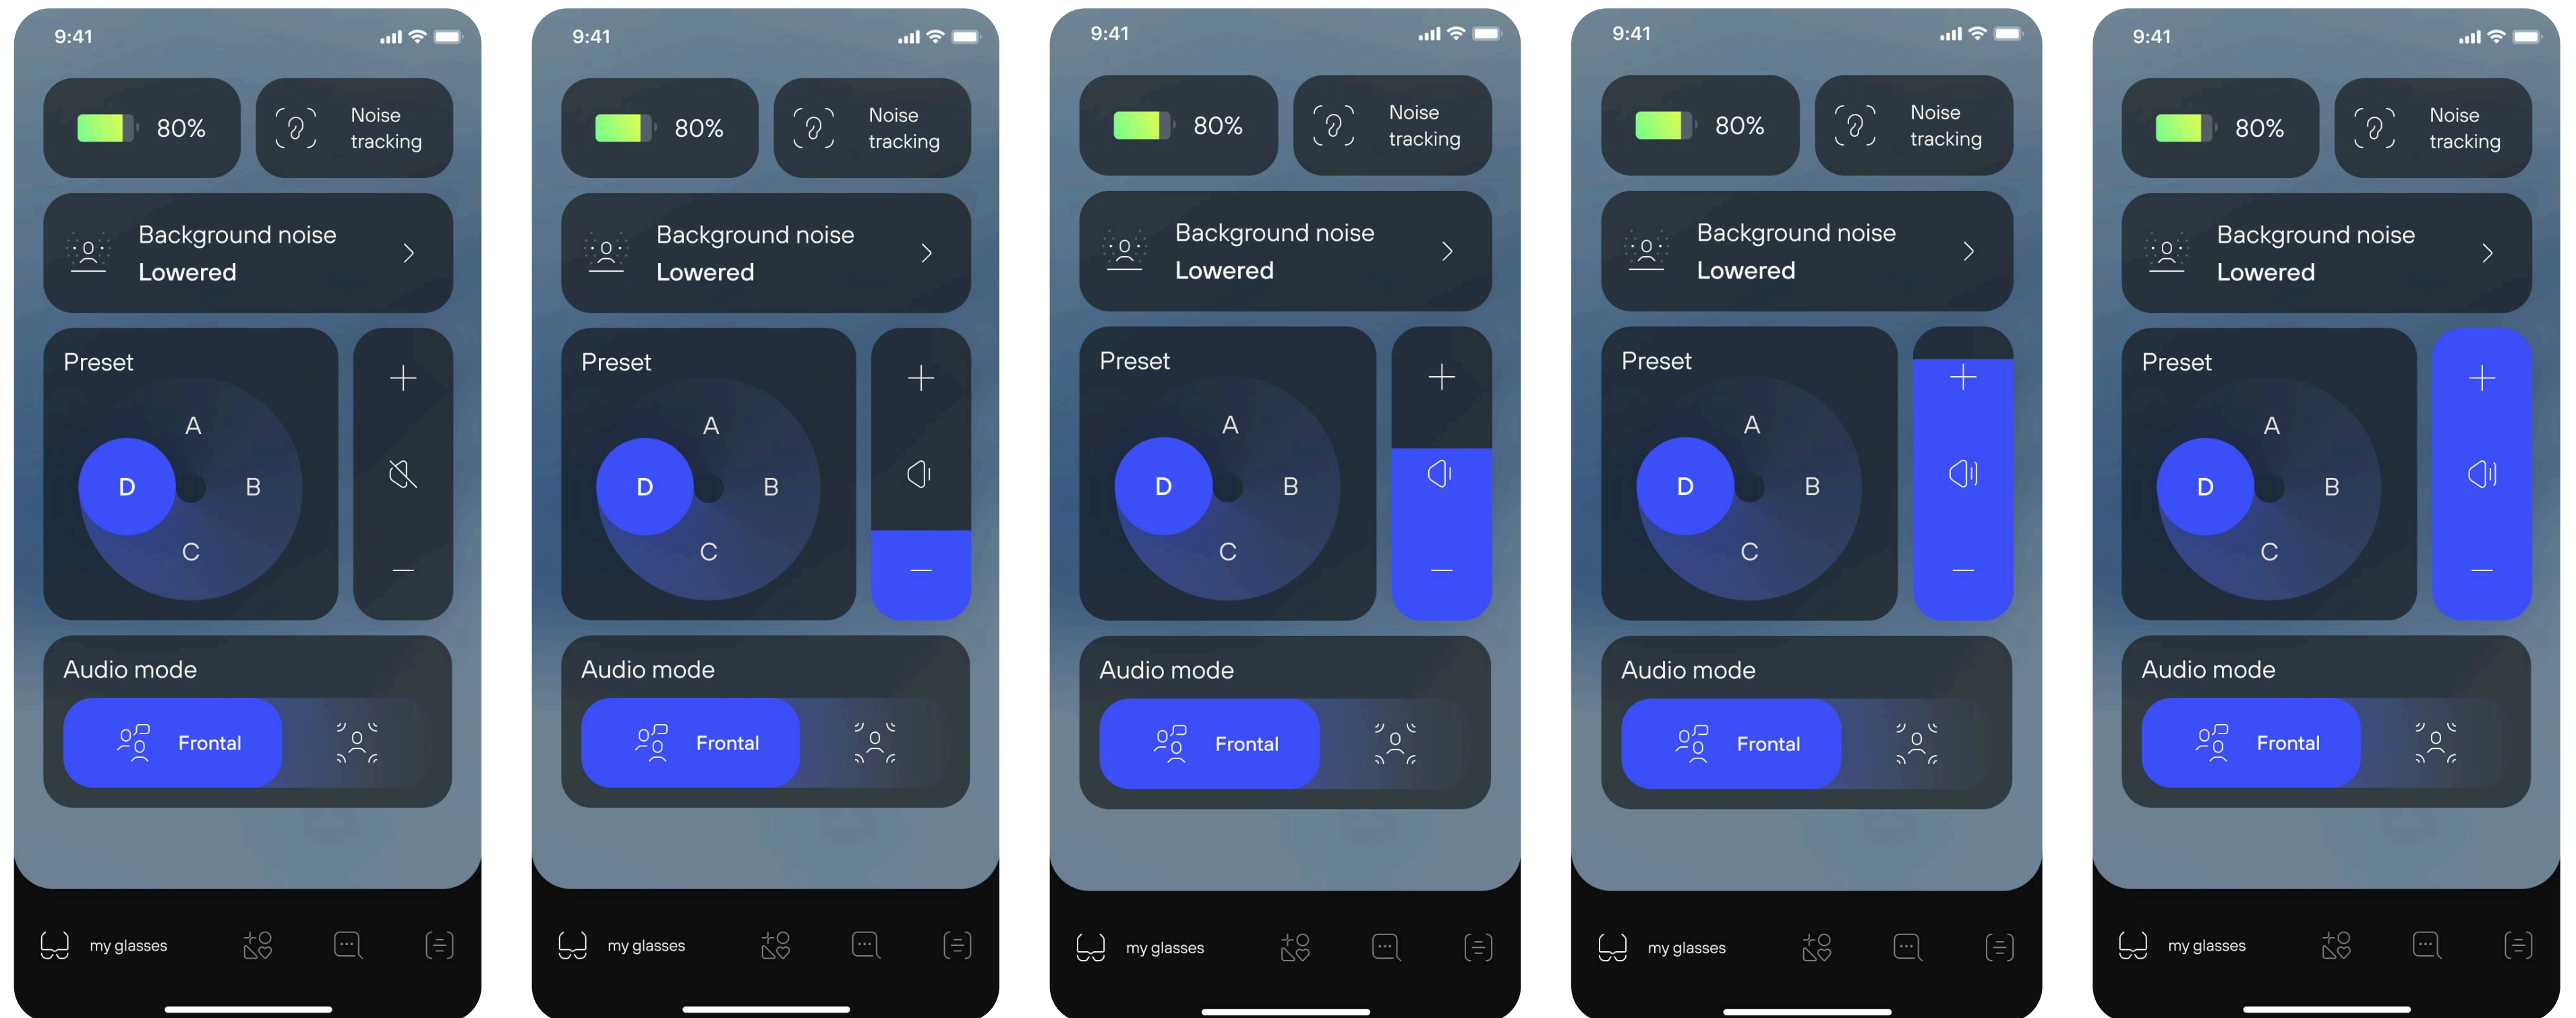 9:41
80%
Noise
tracking
Background noise
Lowered
Preset
A
D
B
C
Audio mode
Frontal
my glasses
9:41
80%
Noise
tracking
Background noise
Lowered
Preset
A
D
B
C
Audio mode
Frontal
my glasses
9:41
80%
Noise
tracking
Background noise
Lowered
Preset
A
D
B
C
Audio mode
Frontal
my glasses
9:41
80%
Noise
tracking
Background noise
Lowered
Preset
A
D
B
C
Audio mode
Frontal
my glasses
9:41
80%
Noise
tracking
Background noise
Lowered
Preset
A
D
B
C
Audio mode
Frontal
my glasses